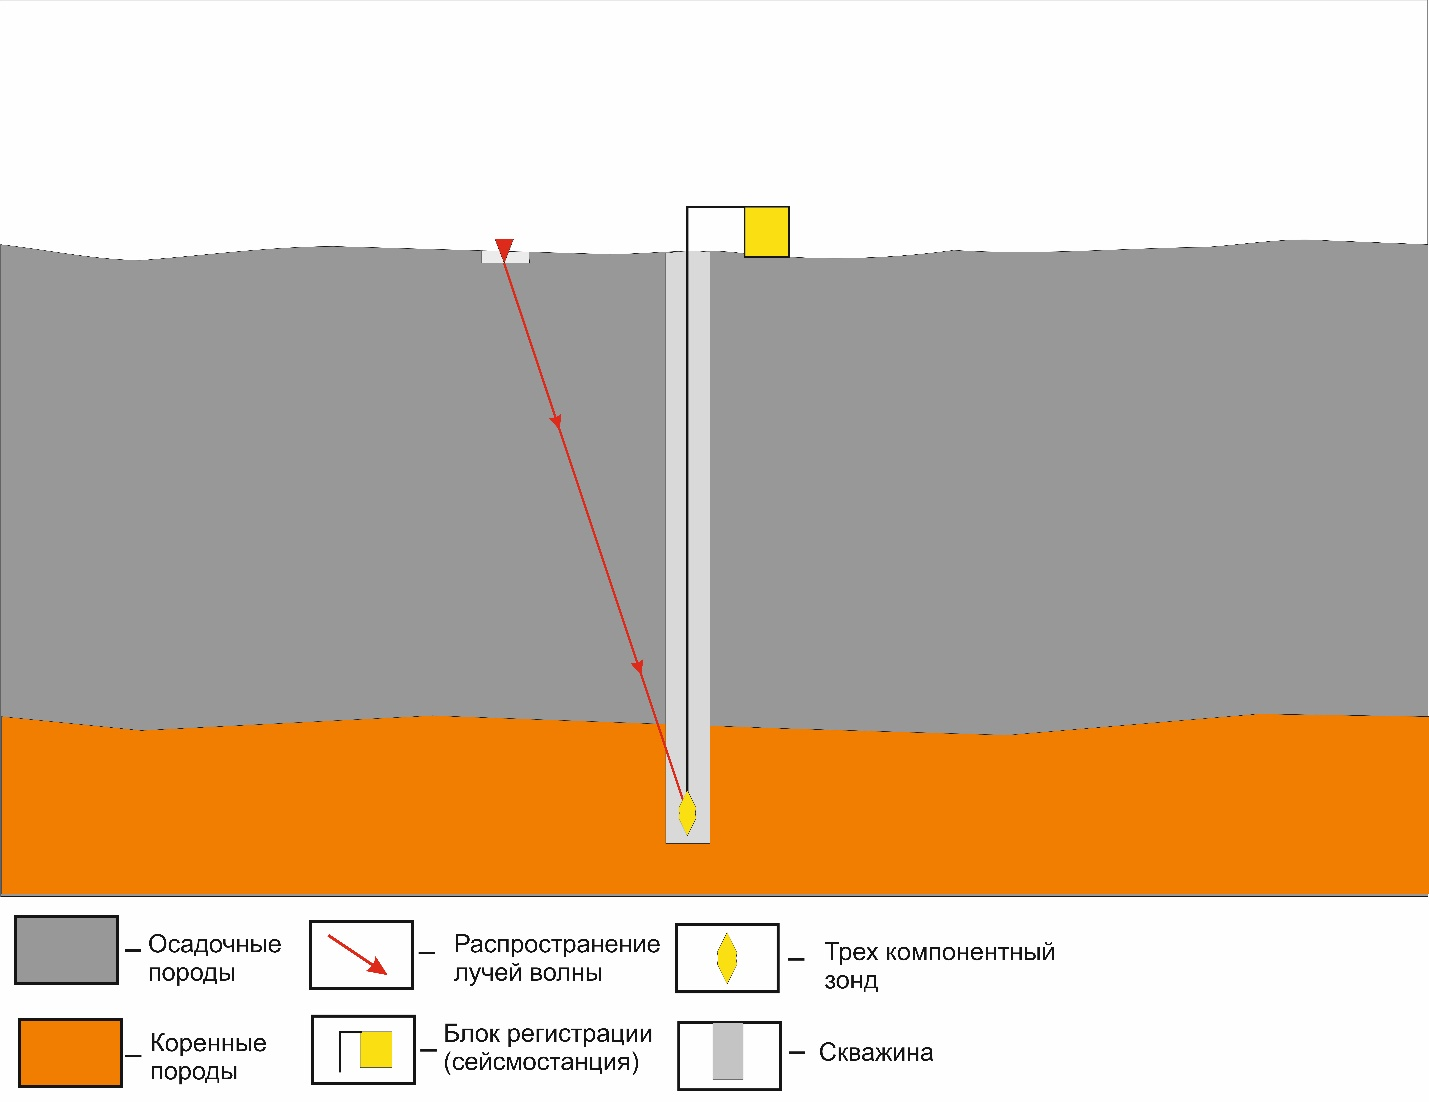 – Осадочные
породы
– Распространение
лучей волны
– Трех компонентный
зонд
– Коренные
породы
– Блок регистрации
(сейсмостанция)
– Скважина